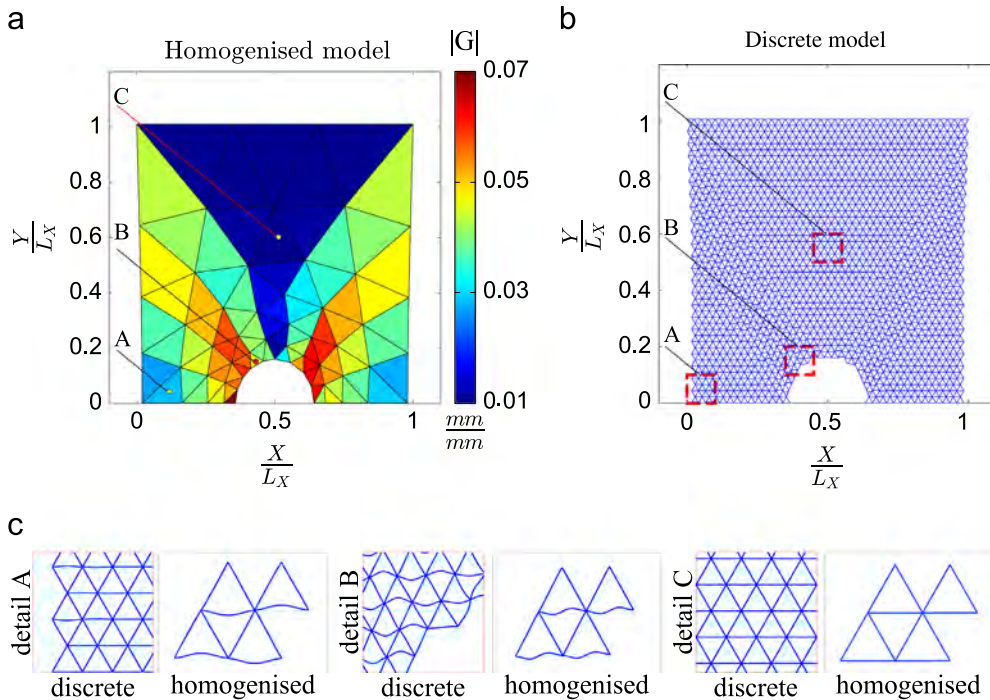 a
Homogenised model
|G|
C
B
A
1
0.8
0.6
0.4
0.2
0
Y
L_X
0
0.5
1
X
L_X
0.07
0.05
0.03
0.01
mm
mm
b
Discrete model
C
B
A
1
0.8
0.6
0.4
0.2
0
Y
L_X
0
0.5
1
X
L_X
c
detail A
discrete
homogenised
detail B
discrete
homogenised
detail C
discrete
homogenised